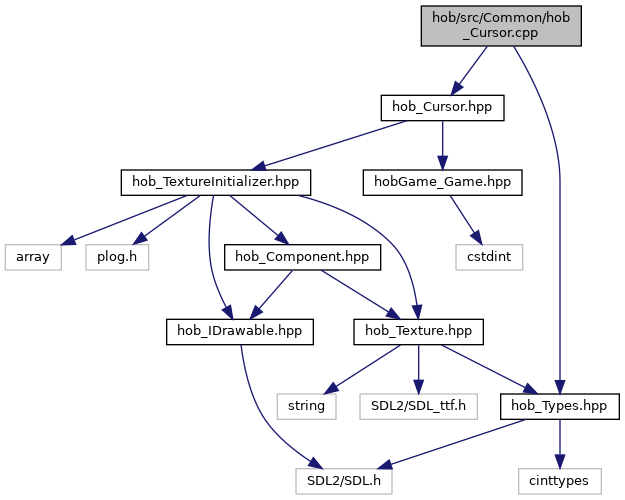 hob/src/Common/hob
_Cursor.cpp
hob_Cursor.hpp
hob_TextureInitializer.hpp
hobGame_Game.hpp
array
plog.h
hob_Component.hpp
cstdint
hob_IDrawable.hpp
hob_Texture.hpp
string
SDL2/SDL_ttf.h
hob_Types.hpp
SDL2/SDL.h
cinttypes